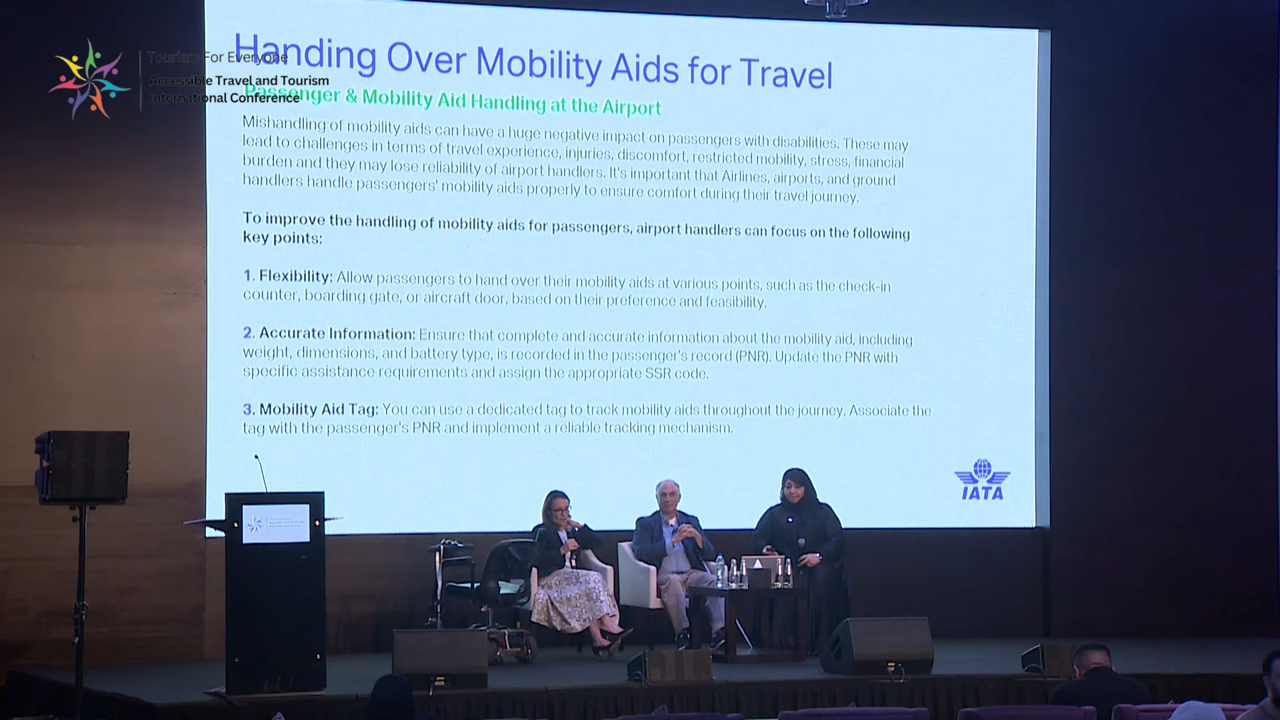 Handing Over Mobility Aids for Travel
Tourism For Everyone
Accessible Travel and Tourism
International Conference
Passenger & Mobility Aid Handling at the Airport
Mishandling of mobility aids can have a huge negative impact on passengers with disabilities. These may
lead to challenges in terms of travel experience, injuries, discomfort, restricted mobility, stress, financial
burden and they may lose reliability of airport handlers. It's important that Airlines, airports, and ground
handlers handle passengers' mobility aids properly to ensure comfort during their travel journey.
To improve the handling of mobility aids for passengers, airport handlers can focus on the following
key points:
1. Flexibility: Allow passengers to hand over their mobility aids at various points, such as the check-in
counter, boarding gate, or aircraft door, based on their preference and feasibility.
2. Accurate Information: Ensure that complete and accurate information about the mobility aid, including
weight, dimensions, and battery type, is recorded in the passenger's record (PNR). Update the PNR with
specific assistance requirements and assign the appropriate SSR code.
3. Mobility Aid Tag: You can use a dedicated tag to track mobility aids throughout the journey. Associate the
tag with the passenger's PNR and implement a reliable tracking mechanism.
IATA